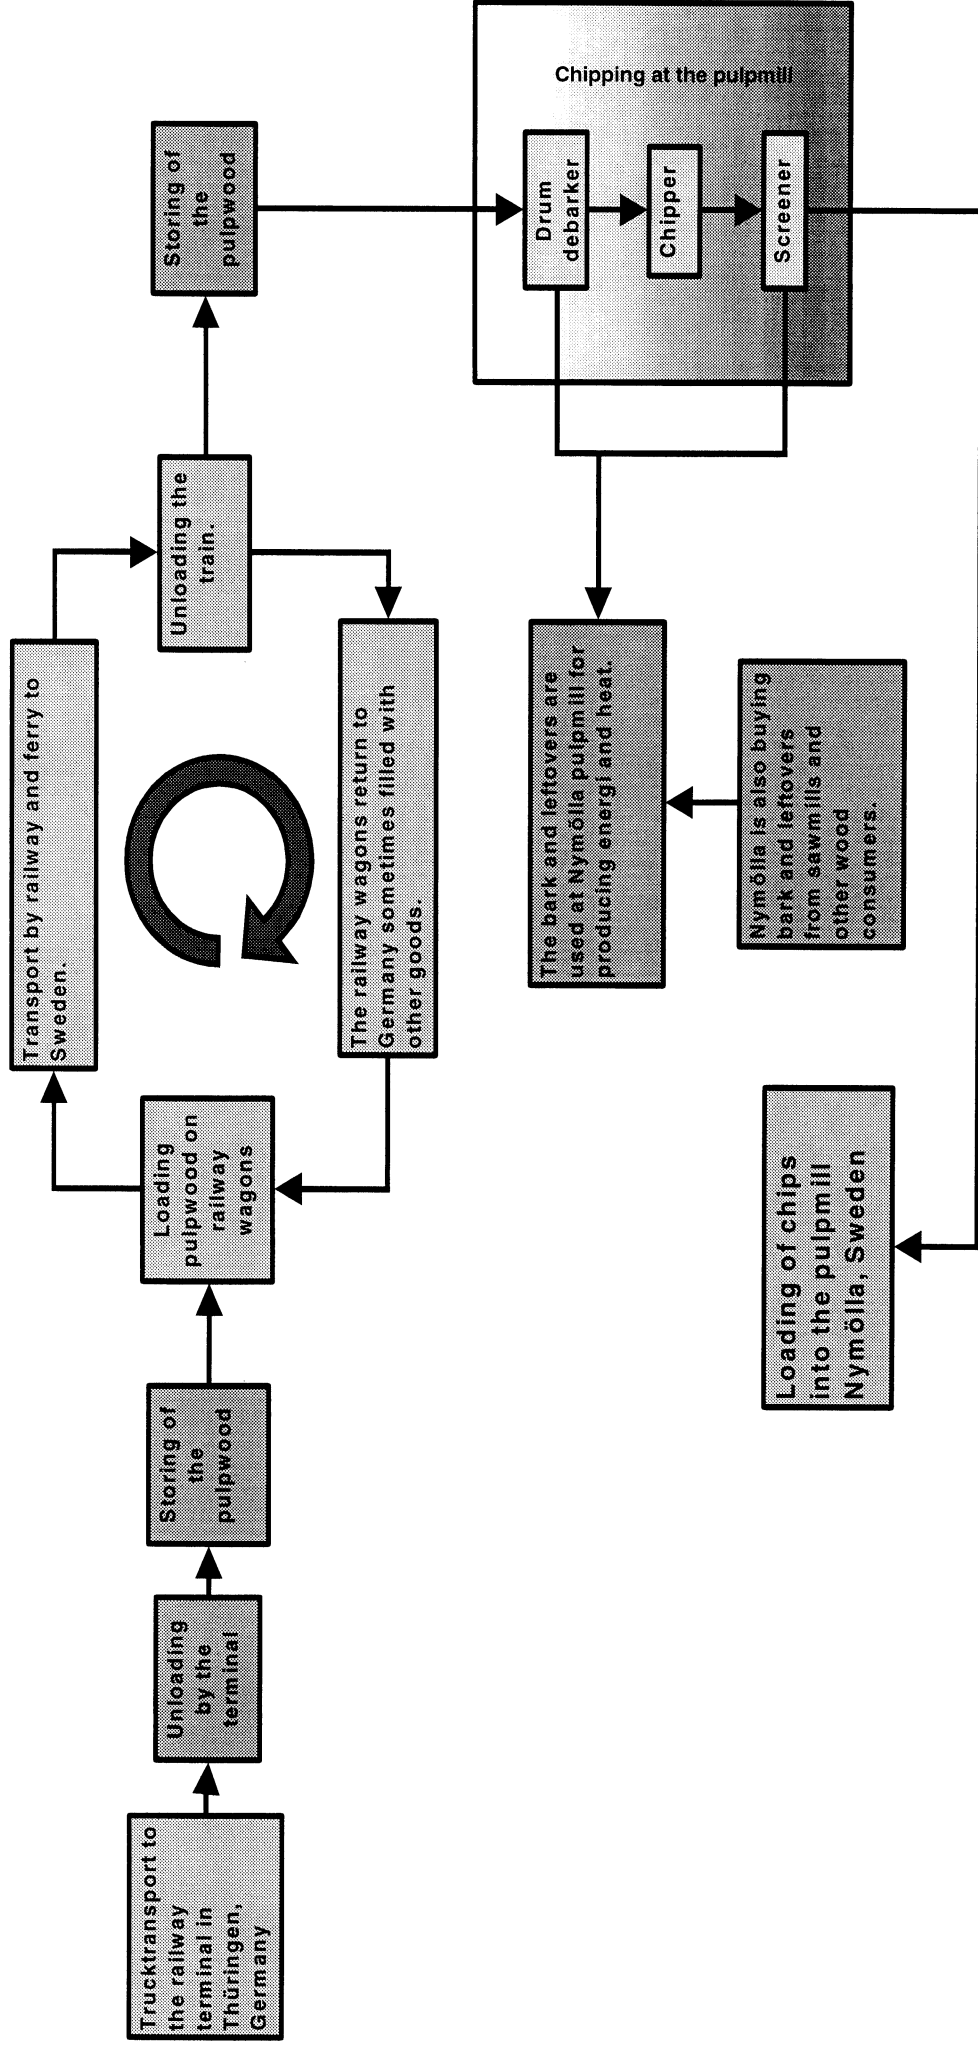 Trucktransport to
the railway
terminal in
Thüringen,
Germany
Unloading
by the
terminal
Storing of
the
pulpwood
Loading
pulpwood on
railway
wagons
Transport by railway and ferry to
Sweden.
Unloading the
train.
The railway wagons return to
Germany sometimes filled with
other goods.
Storing of
the
pulpwood
Chipping at the pulpmill
Drum
debarker
Chipper
Screener
The bark and leftovers are
used at Nymölla pulpmill for
producing energi and heat.
Nymölla is also buying
bark and leftovers
from sawmills and
other wood
consumers.
Loading of chips
into the pulpmill
Nymölla, Sweden